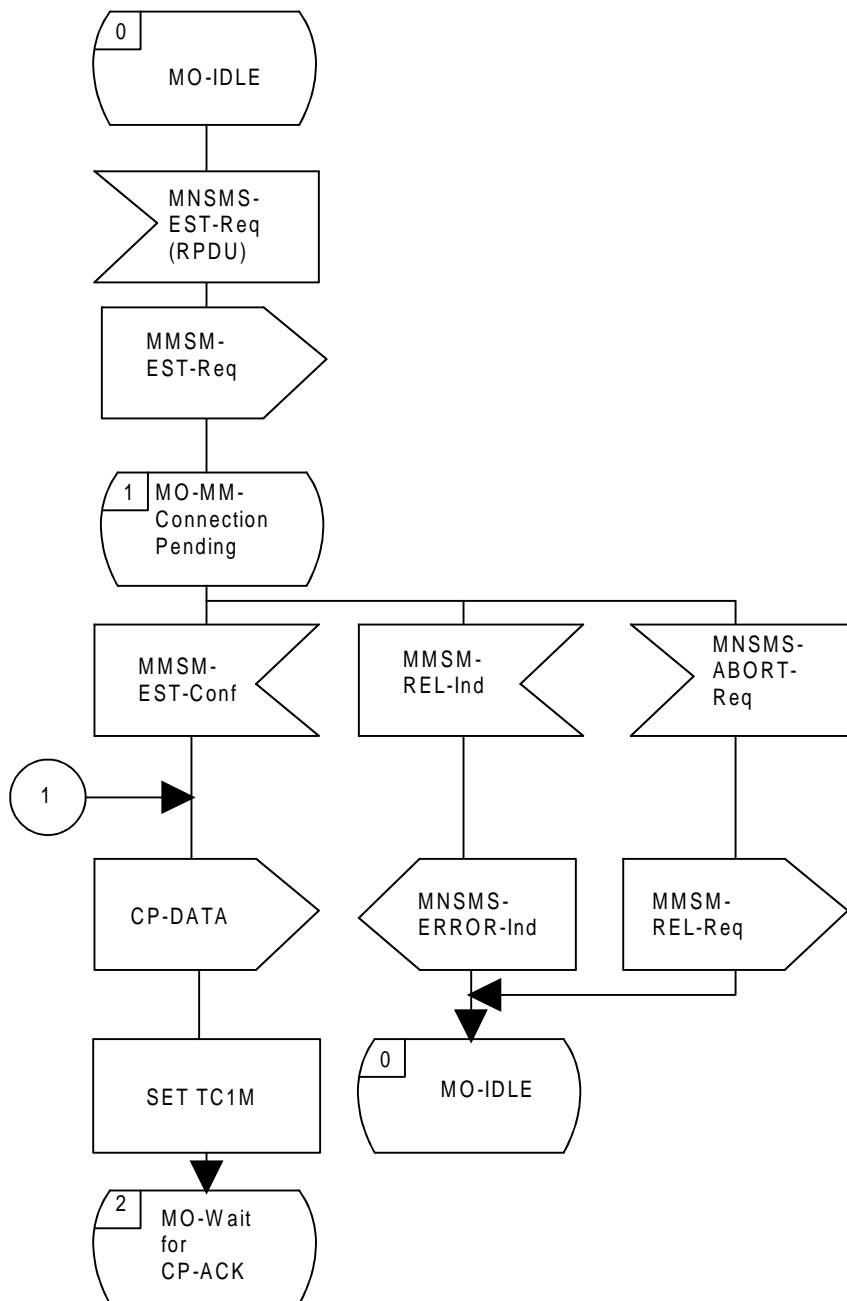 0
MO-IDLE
MNSMS-
EST-Req
(RPDU)
MMSM-
EST-Req
1
MO-MM-
Connection
Pending
MMSM-
EST-Conf
MMSM-
REL-Ind
MNSMS-
ABORT-
Req
1
CP-DATA
MNSMS-
ERROR-Ind
MMSM-
REL-Req
SET TC1M
0
MO-IDLE
2
MO-Wait
for
CP-ACK